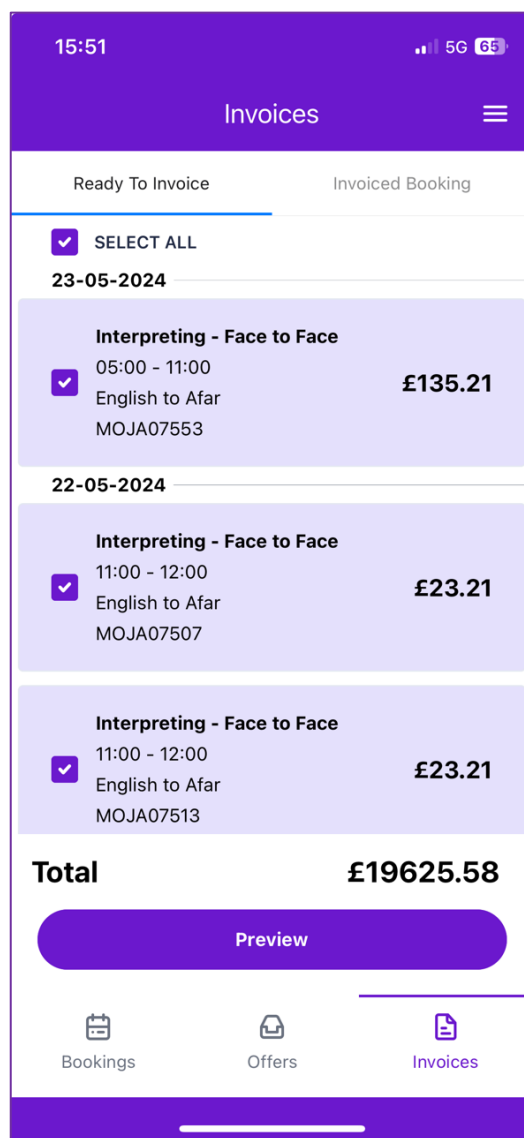 15:51
5G 65
Invoices
Ready To Invoice
Invoiced Booking
SELECT ALL
23-05-2024
Interpreting - Face to Face
05:00 - 11:00
English to Afar
MOJA07553
£135.21
22-05-2024
Interpreting - Face to Face
11:00 - 12:00
English to Afar
MOJA07507
£23.21
Interpreting - Face to Face
11:00 - 12:00
English to Afar
MOJA07513
£23.21
Total £19625.58
Preview
Bookings
Offers
Invoices